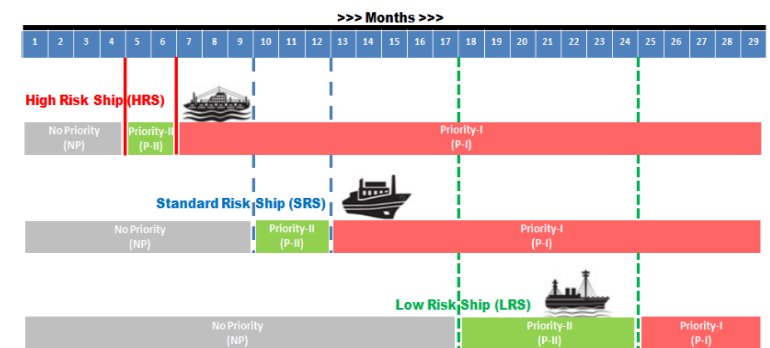 >>> Months >>>
1 2 3 4 5 6 7 8 9 10 11 12 13 14 15 16 17 18 19 20 21 22 23 24 25 26 27 28 29
High Risk Ship (HRS)
No Priority Priority-II Priority-I
(NP) (P-II) (P-I)
Standard Risk Ship (SRS)
No Priority Priority-II Priority-I
(NP) (P-II) (P-I)
Low Risk Ship (LRS)
No Priority Priority-II Priority-I
(NP) (P-II) (P-I)